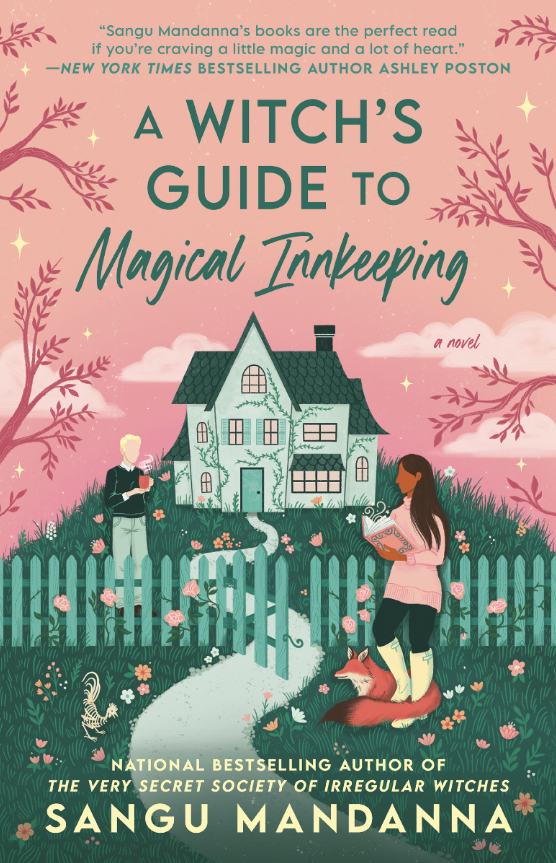 “Sangu Mandanna’s books are the perfect read
if you’re craving a little magic and a lot of heart.”
—NEW YORK TIMES BESTSELLING AUTHOR ASHLEY POSTON
A WITCH’S
GUIDE TO
Magical Innkeeping
a novel
NATIONAL BESTSELLING AUTHOR OF
THE VERY SECRET SOCIETY OF IRREGULAR WITCHES
SANGU MANDANNA